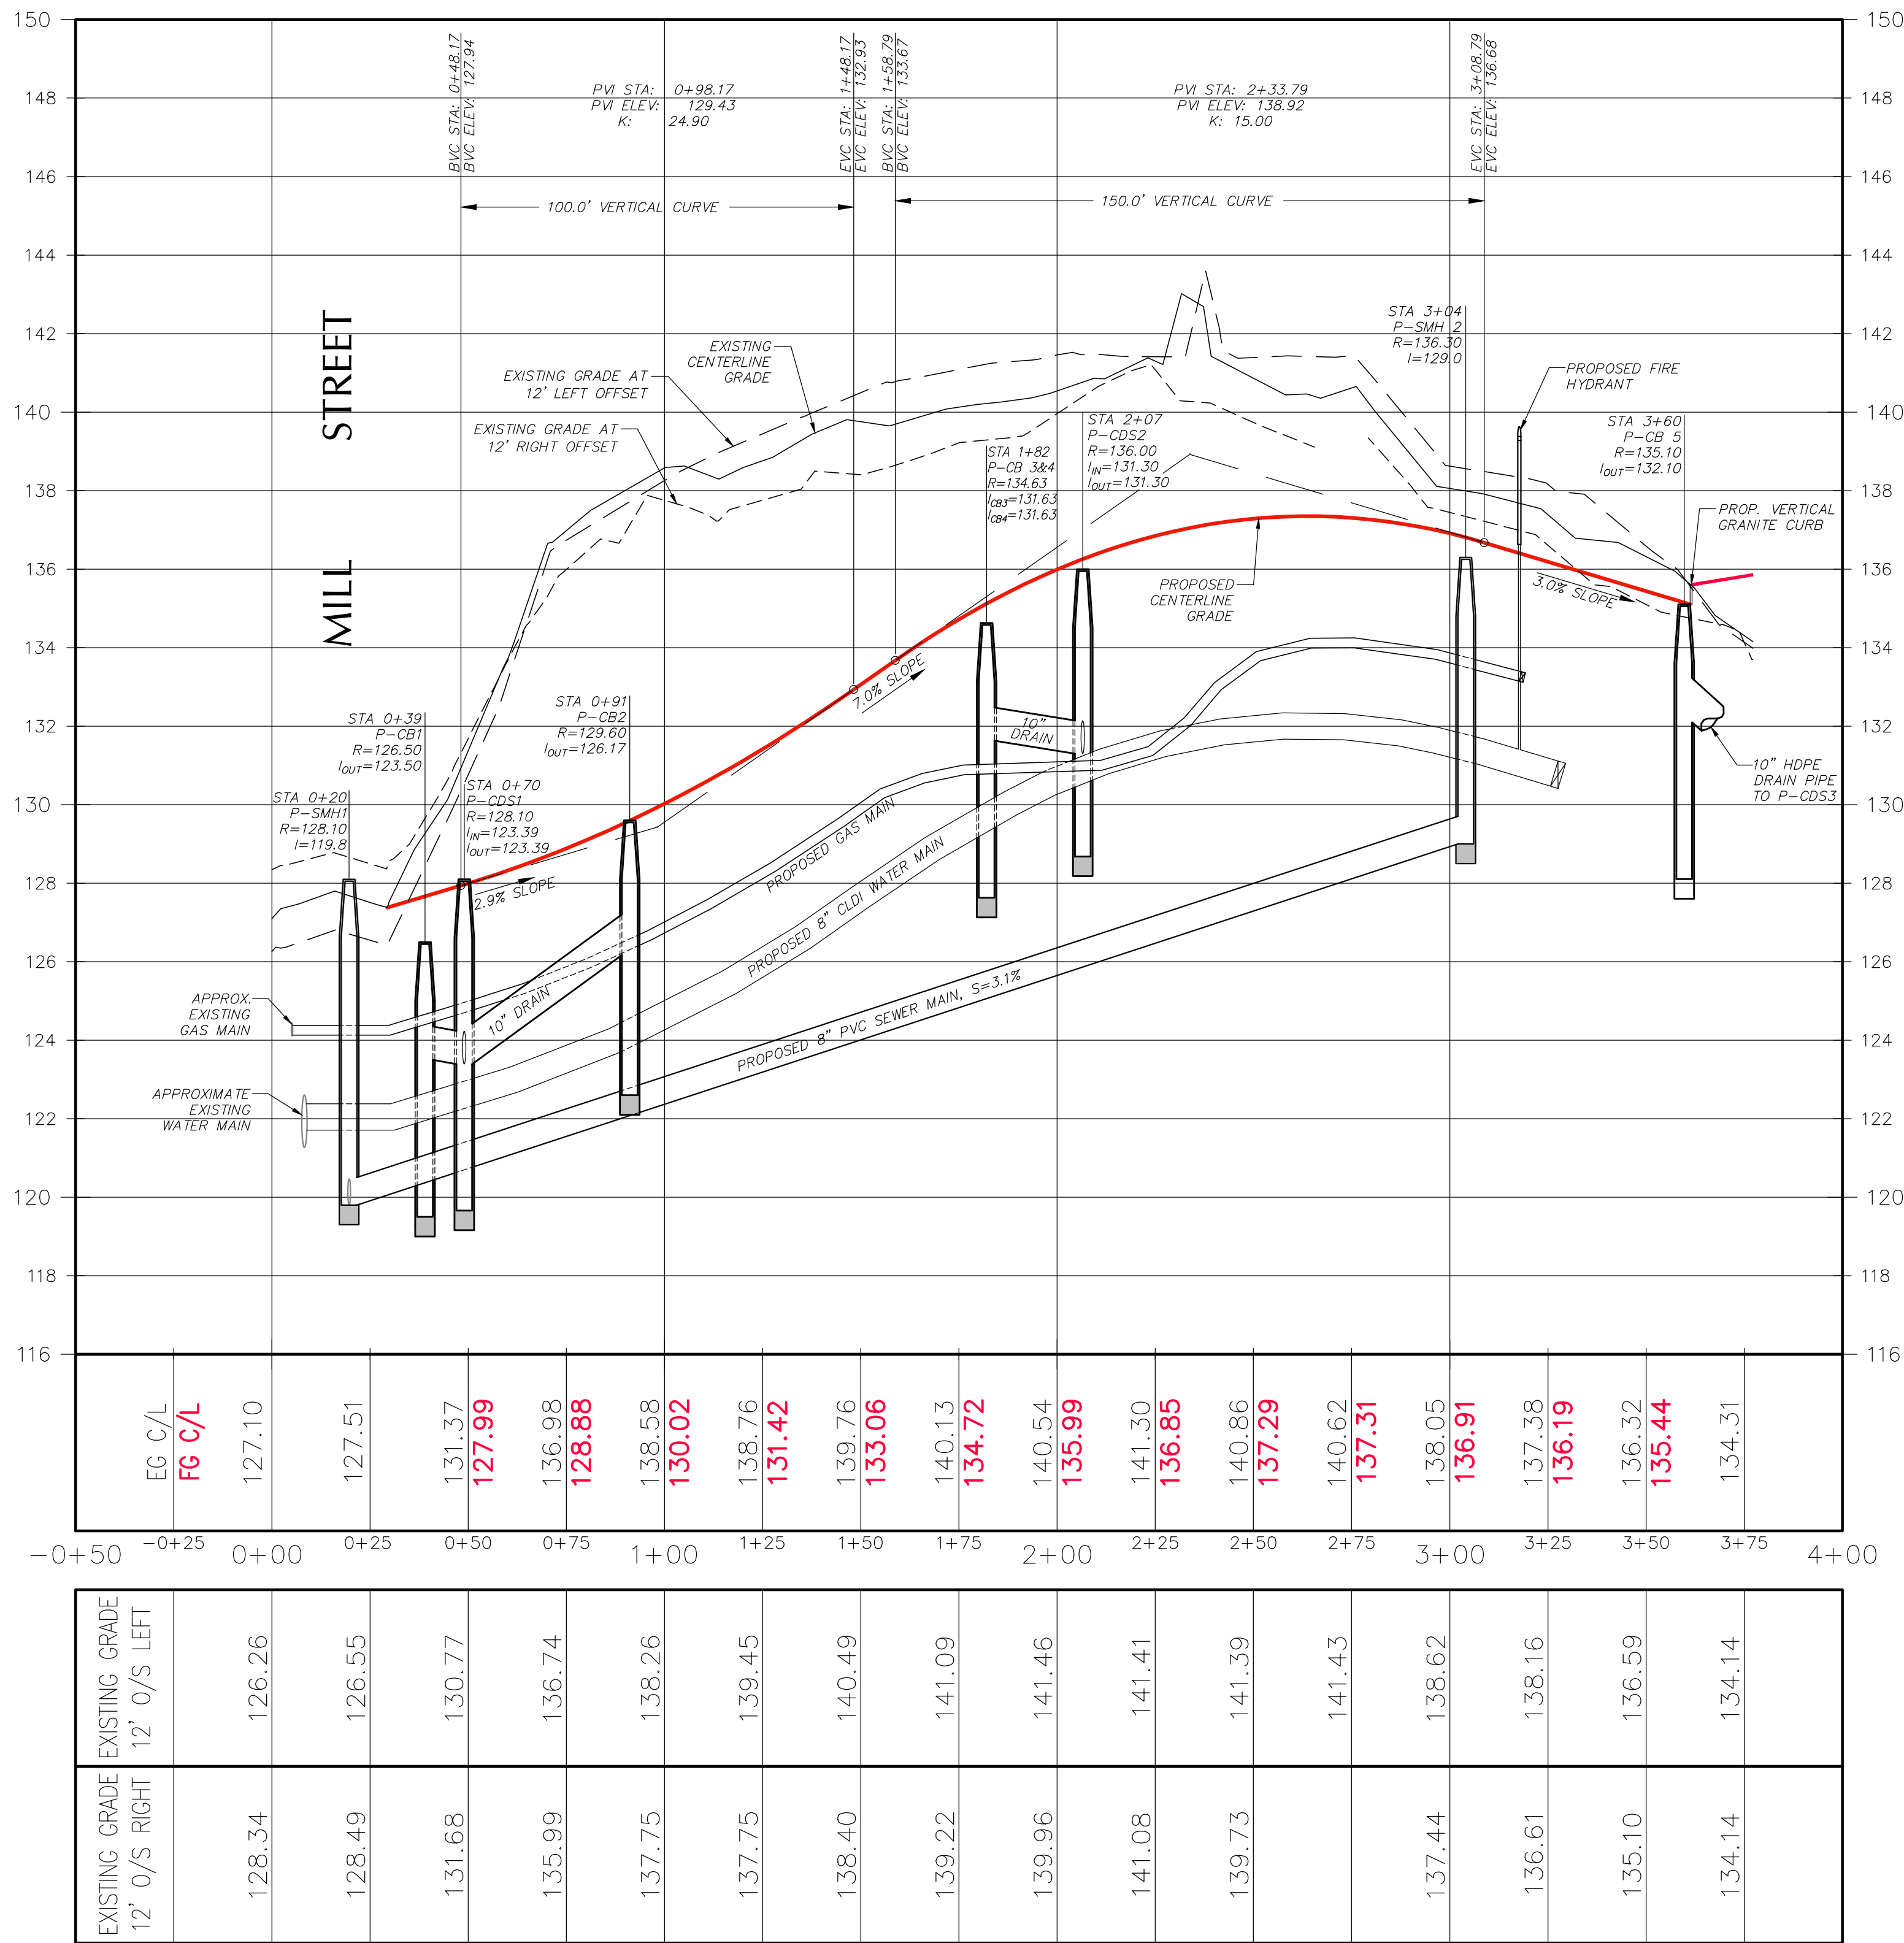 150
148
146
144
142
140
138
136
134
132
130
128
126
124
122
120
118
116
150
148
146
144
142
140
138
136
134
132
130
128
126
124
122
120
118
116
BVC STA: 0+48.17
BVC ELEV: 127.94
PVI STA: 0+98.17
PVI ELEV: 129.43
K: 24.90
EVC STA: 1+48.17
EVC ELEV: 132.93
BVC STA: 1+58.79
BVC ELEV: 133.67
PVI STA: 2+33.79
PVI ELEV: 138.92
K: 15.00
EVC STA: 3+08.79
EVC ELEV: 136.68
100.0' VERTICAL CURVE
150.0' VERTICAL CURVE
MILL STREET
EXISTING GRADE AT
12' LEFT OFFSET
EXISTING
CENTERLINE
GRADE
EXISTING GRADE AT
12' RIGHT OFFSET
STA 1+82
P-CB 3&4
R=134.63
ICB3=131.63
ICB4=131.63
STA 2+07
P-CDS2
R=136.00
IIN=131.30
IOUT=131.30
STA 3+04
P-SMH 2
R=136.30
I=129.0
PROPOSED FIRE
HYDRANT
STA 3+60
P-CB 5
R=135.10
IOUT=132.10
PROP. VERTICAL
GRANITE CURB
PROPOSED
CENTERLINE
GRADE
3.0% SLOPE
7.0% SLOPE
STA 0+39
P-CB1
R=126.50
IOUT=123.50
STA 0+91
P-CB2
R=129.60
IOUT=126.17
STA 0+20
P-SMH1
R=128.10
I=119.8
STA 0+70
P-CDS1
R=128.10
IIN=123.39
IOUT=123.39
2.9% SLOPE
10" DRAIN
10"
DRAIN
10" HDPE
DRAIN PIPE
TO P-CDS3
PROPOSED GAS MAIN
PROPOSED 8" CLDI WATER MAIN
PROPOSED 8" PVC SEWER MAIN, S=3.1%
APPROX.
EXISTING
GAS MAIN
APPROXIMATE
EXISTING
WATER MAIN
EG C/L
FG C/L
127.10
127.51
131.37
127.99
136.98
128.88
138.58
130.02
138.76
131.42
139.76
133.06
140.13
134.72
140.54
135.99
141.30
136.85
140.86
137.29
140.62
137.31
138.05
136.91
137.38
136.19
136.32
135.44
134.31
-0+50
-0+25
0+00
0+25
0+50
0+75
1+00
1+25
1+50
1+75
2+00
2+25
2+50
2+75
3+00
3+25
3+50
3+75
4+00
EXISTING GRADE
12' O/S LEFT
126.26
126.55
130.77
136.74
138.26
139.45
140.49
141.09
141.46
141.41
141.39
141.43
138.62
138.16
136.59
134.14
EXISTING GRADE
12' O/S RIGHT
128.34
128.49
131.68
135.99
137.75
137.75
138.40
139.22
139.96
141.08
139.73
137.44
136.61
135.10
134.14